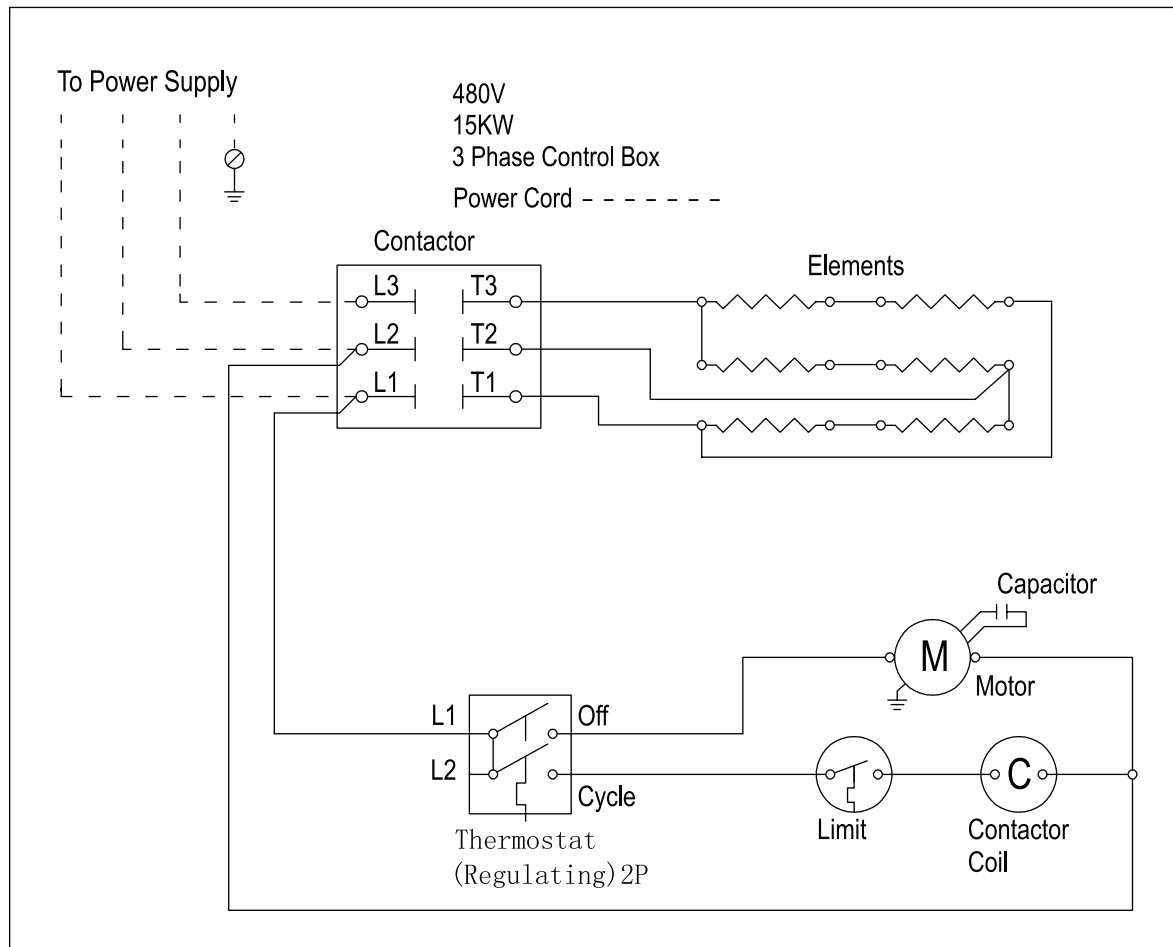 To Power Supply
480V
15KW
3 Phase Control Box
Power Cord
Contactor
L3 T3
L2 T2
L1 T1
Elements
Capacitor
M
Motor
L1 Off
L2
Cycle
C
Limit
Contactor
Coil
Thermostat
(Regulating)2P